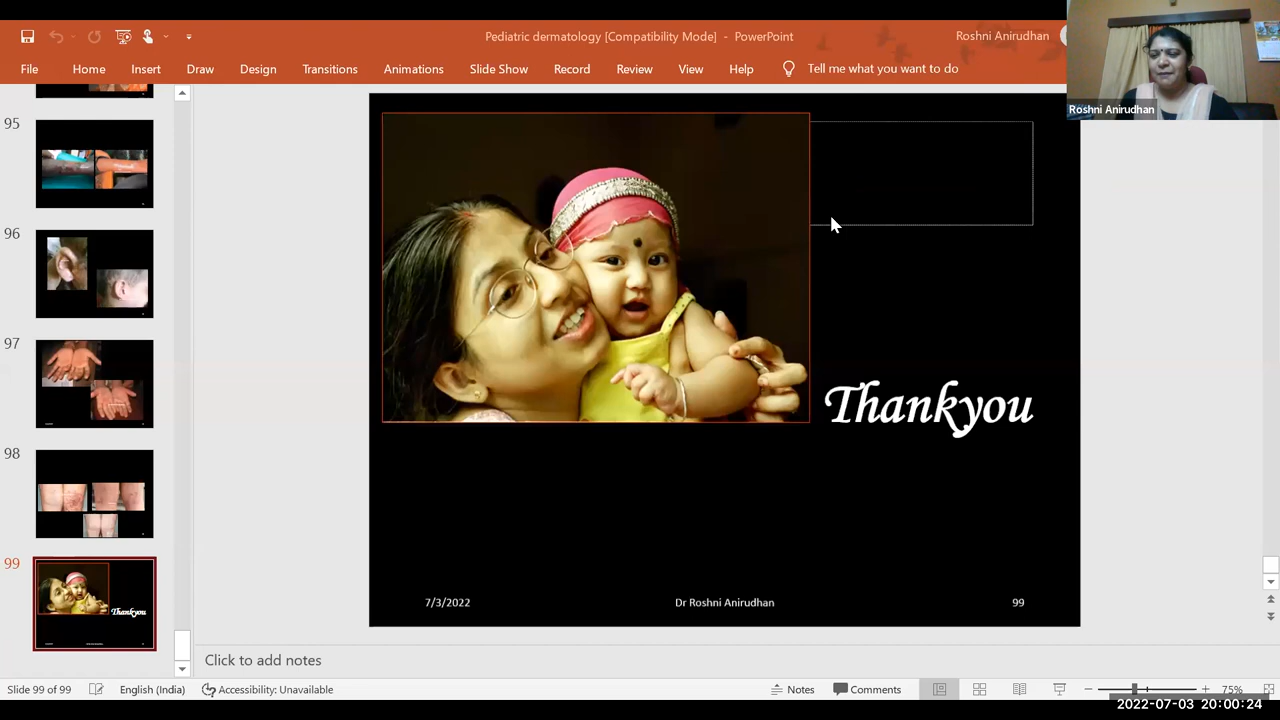 Pediatric dermatology [Compatibility Mode] - PowerPoint
Roshni Anirudhan
File Home Insert Draw Design Transitions Animations Slide Show Record Review View Help Tell me what you want to do
Roshni Anirudhan
95
96
97
98
99
Thankyou
Thankyou
7/3/2022 Dr Roshni Anirudhan 99
Click to add notes
Slide 99 of 99 English (India) Accessibility: Unavailable Notes Comments 75%
2022-07-03 20:00:24